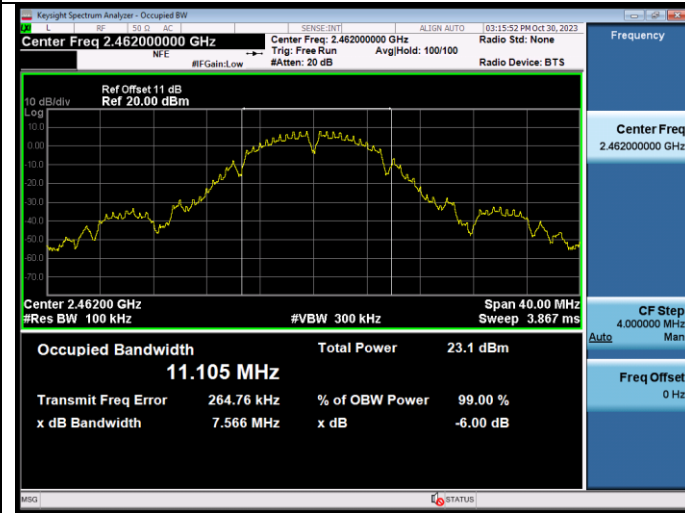 Keysight Spectrum Analyzer - Occupied BW
L RF 50 Ω AC SENSE:INT ALIGN AUTO 03:15:52 PM Oct 30, 2023
Center Freq 2.462000000 GHz Center Freq: 2.462000000 GHz Radio Std: None
NFE Trig: Free Run Avg|Hold: 100/100
#IFGain:Low #Atten: 20 dB Radio Device: BTS
Frequency
Ref Offset 11 dB
10 dB/div Ref 20.00 dBm
Log
10.0
0.00
-10.0
-20.0
-30.0
-40.0
-50.0
-60.0
-70.0
Center 2.46200 GHz Span 40.00 MHz
#Res BW 100 kHz #VBW 300 kHz Sweep 3.867 ms
Occupied Bandwidth Total Power 23.1 dBm
11.105 MHz
Transmit Freq Error 264.76 kHz % of OBW Power 99.00 %
x dB Bandwidth 7.566 MHz x dB -6.00 dB
Center Freq
2.462000000 GHz
CF Step
4.000000 MHz
Auto Man
Freq Offset
0 Hz
MSG STATUS